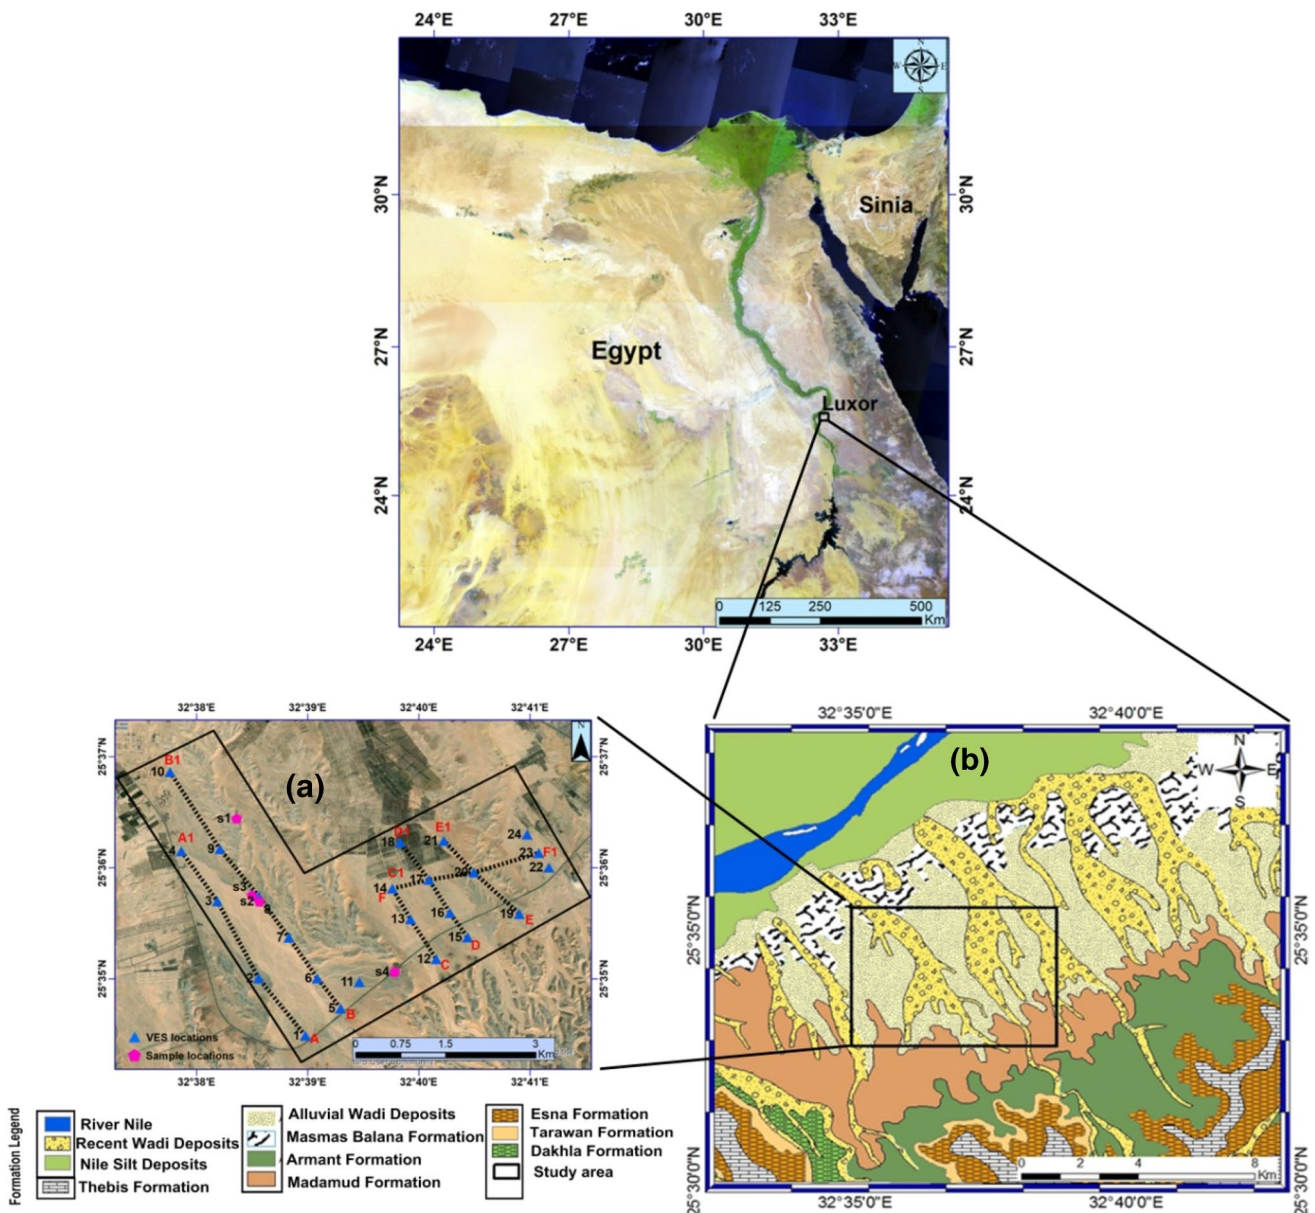 24°E 27°E 30°E 33°E
N
W E
S
30°N 30°N
Sinia
27°N 27°N
Egypt
Luxor
24°N 24°N
0 125 250 500
Km
24°E 27°E 30°E 33°E
32°38'E 32°39'E 32°40'E 32°41'E
N
25°37'N 25°37'N
B1
10
(a)
s1
A1
4
9
18
E1
21
24
23
F1
22
25°36'N 25°36'N
C1
14
17
20
F
s3
s2
3
13
16
19
E
7
15
D
12
C
s4
25°35'N 25°35'N
2
6
11
5
B
1
A
VES locations
Sample locations
0 0.75 1.5 3
Km
32°38'E 32°39'E 32°40'E 32°41'E
32°35'0"E 32°40'0"E
(b)
N
W E
S
25°35'0"N 25°35'0"N
0 2 4 8
Km
25°30'0"N 25°30'0"N
32°35'0"E 32°40'0"E
Formation Legend
River Nile
Recent Wadi Deposits
Nile Silt Deposits
Thebis Formation
Alluvial Wadi Deposits
Masmas Balana Formation
Armant Formation
Madamud Formation
Esna Formation
Tarawan Formation
Dakhla Formation
Study area